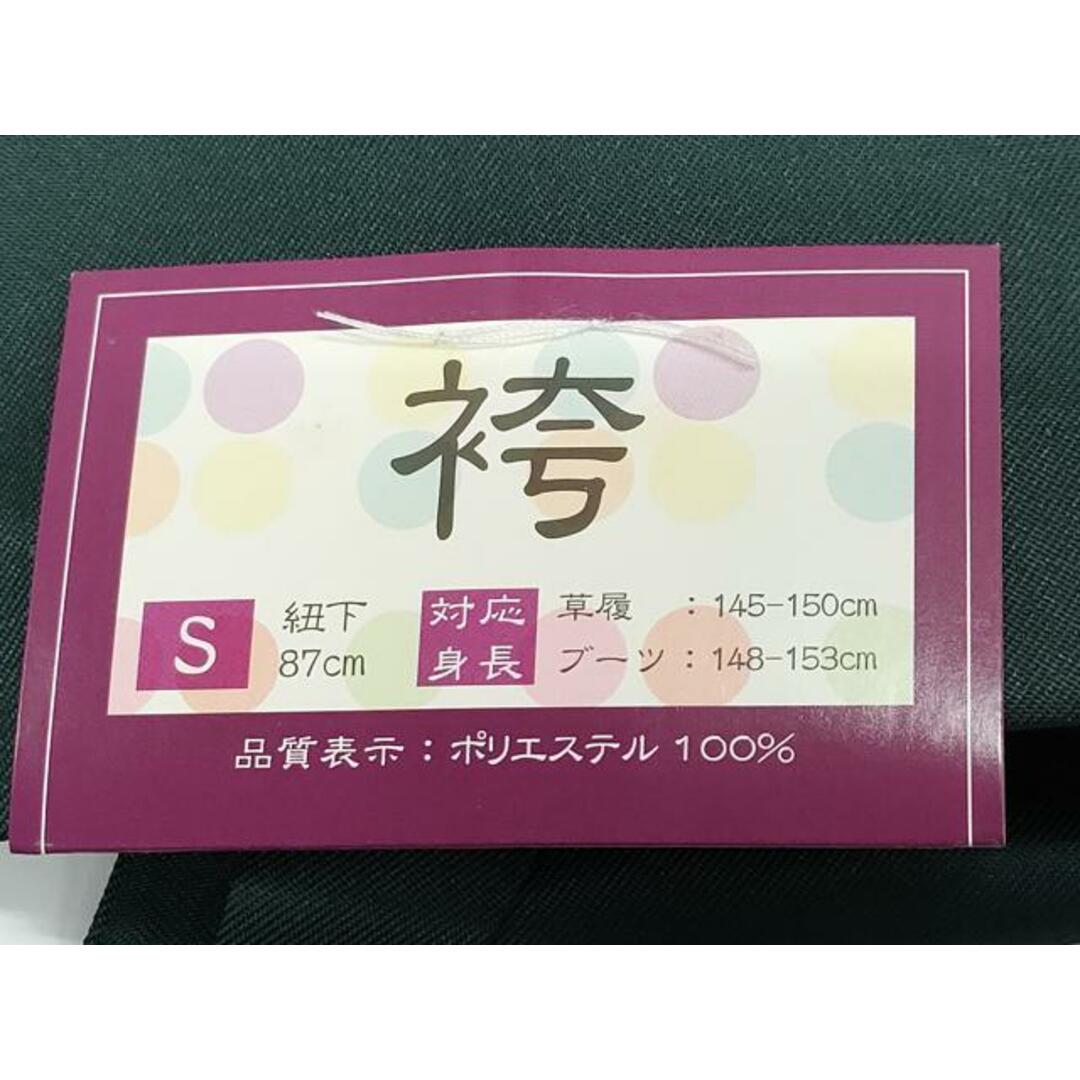 袴
S
紐下
87cm
対応
身長
草履 : 145-150cm
ブーツ : 148-153cm
品質表示 : ポリエステル 100%